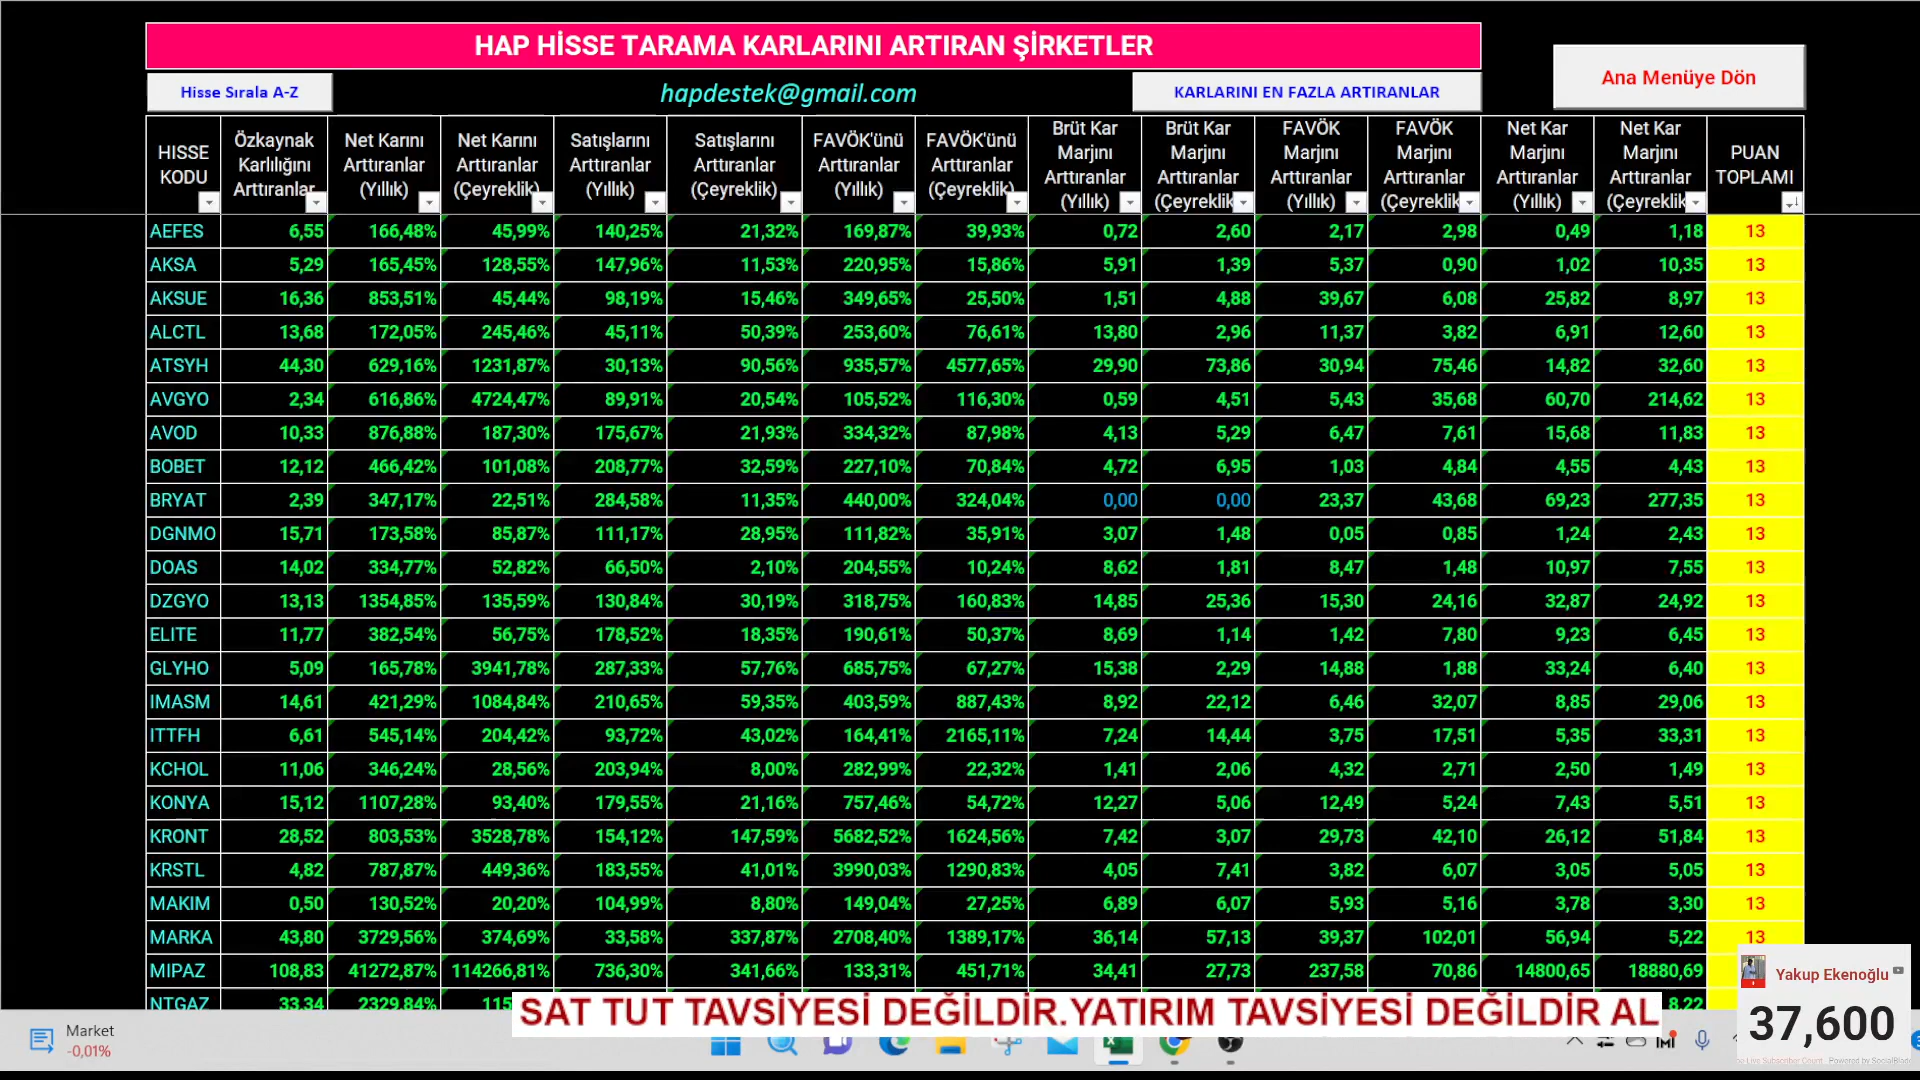 HAP HİSSE TARAMA KARLARINI ARTIRAN ŞİRKETLER
Hisse Sırala A-Z
hapdestek@gmail.com
KARLARINI EN FAZLA ARTIRANLAR
Ana Menüye Dön
HISSE KODU Özkaynak Karlılığını Arttıranlar Net Karını Arttıranlar (Yıllık) Net Karını Arttıranlar (Çeyreklik) Satışlarını Arttıranlar (Yıllık) Satışlarını Arttıranlar (Çeyreklik) FAVÖK'ünü Arttıranlar (Yıllık) FAVÖK'ünü Arttıranlar (Çeyreklik) Brüt Kar Marjını Arttıranlar (Yıllık) Brüt Kar Marjını Arttıranlar (Çeyreklik FAVÖK Marjını Arttıranlar (Yıllık) FAVÖK Marjını Arttıranlar (Çeyreklik Net Kar Marjını Arttıranlar (Yıllık) Net Kar Marjını Arttıranlar (Çeyreklik PUAN TOPLAMI
AEFES 6,55 166,48% 45,99% 140,25% 21,32% 169,87% 39,93% 0,72 2,60 2,17 2,98 0,49 1,18 13
AKSA 5,29 165,45% 128,55% 147,96% 11,53% 220,95% 15,86% 5,91 1,39 5,37 0,90 1,02 10,35 13
AKSUE 16,36 853,51% 45,44% 98,19% 15,46% 349,65% 25,50% 1,51 4,88 39,67 6,08 25,82 8,97 13
ALCTL 13,68 172,05% 245,46% 45,11% 50,39% 253,60% 76,61% 13,80 2,96 11,37 3,82 6,91 12,60 13
ATSYH 44,30 629,16% 1231,87% 30,13% 90,56% 935,57% 4577,65% 29,90 73,86 30,94 75,46 14,82 32,60 13
AVGYO 2,34 616,86% 4724,47% 89,91% 20,54% 105,52% 116,30% 0,59 4,51 5,43 35,68 60,70 214,62 13
AVOD 10,33 876,88% 187,30% 175,67% 21,93% 334,32% 87,98% 4,13 5,29 6,47 7,61 15,68 11,83 13
BOBET 12,12 466,42% 101,08% 208,77% 32,59% 227,10% 70,84% 4,72 6,95 1,03 4,84 4,55 4,43 13
BRYAT 2,39 347,17% 22,51% 284,58% 11,35% 440,00% 324,04% 0,00 0,00 23,37 43,68 69,23 277,35 13
DGNMO 15,71 173,58% 85,87% 111,17% 28,95% 111,82% 35,91% 3,07 1,48 0,05 0,85 1,24 2,43 13
DOAS 14,02 334,77% 52,82% 66,50% 2,10% 204,55% 10,24% 8,62 1,81 8,47 1,48 10,97 7,55 13
DZGYO 13,13 1354,85% 135,59% 130,84% 30,19% 318,75% 160,83% 14,85 25,36 15,30 24,16 32,87 24,92 13
ELITE 11,77 382,54% 56,75% 178,52% 18,35% 190,61% 50,37% 8,69 1,14 1,42 7,80 9,23 6,45 13
GLYHO 5,09 165,78% 3941,78% 287,33% 57,76% 685,75% 67,27% 15,38 2,29 14,88 1,88 33,24 6,40 13
IMASM 14,61 421,29% 1084,84% 210,65% 59,35% 403,59% 887,43% 8,92 22,12 6,46 32,07 8,85 29,06 13
ITTFH 6,61 545,14% 204,42% 93,72% 43,02% 164,41% 2165,11% 7,24 14,44 3,75 17,51 5,35 33,31 13
KCHOL 11,06 346,24% 28,56% 203,94% 8,00% 282,99% 22,32% 1,41 2,06 4,32 2,71 2,50 1,49 13
KONYA 15,12 1107,28% 93,40% 179,55% 21,16% 757,46% 54,72% 12,27 5,06 12,49 5,24 7,43 5,51 13
KRONT 28,52 803,53% 3528,78% 154,12% 147,59% 5682,52% 1624,56% 7,42 3,07 29,73 42,10 26,12 51,84 13
KRSTL 4,82 787,87% 449,36% 183,55% 41,01% 3990,03% 1290,83% 4,05 7,41 3,82 6,07 3,05 5,05 13
MAKIM 0,50 130,52% 20,20% 104,99% 8,80% 149,04% 27,25% 6,89 6,07 5,93 5,16 3,78 3,30 13
MARKA 43,80 3729,56% 374,69% 33,58% 337,87% 2708,40% 1389,17% 36,14 57,13 39,37 102,01 56,94 5,22 13
MIPAZ 108,83 41272,87% 114266,81% 736,30% 341,66% 133,31% 451,71% 34,41 27,73 237,58 70,86 14800,65 18880,69
NTGAZ 33,34 2329,84% 8,22
SAT TUT TAVSİYESİ DEĞİLDİR.YATIRIM TAVSİYESİ DEĞİLDİR AL
Yakup Ekenoğlu
37,600
Live Subscriber Count - Powered by
Market
-0,01%